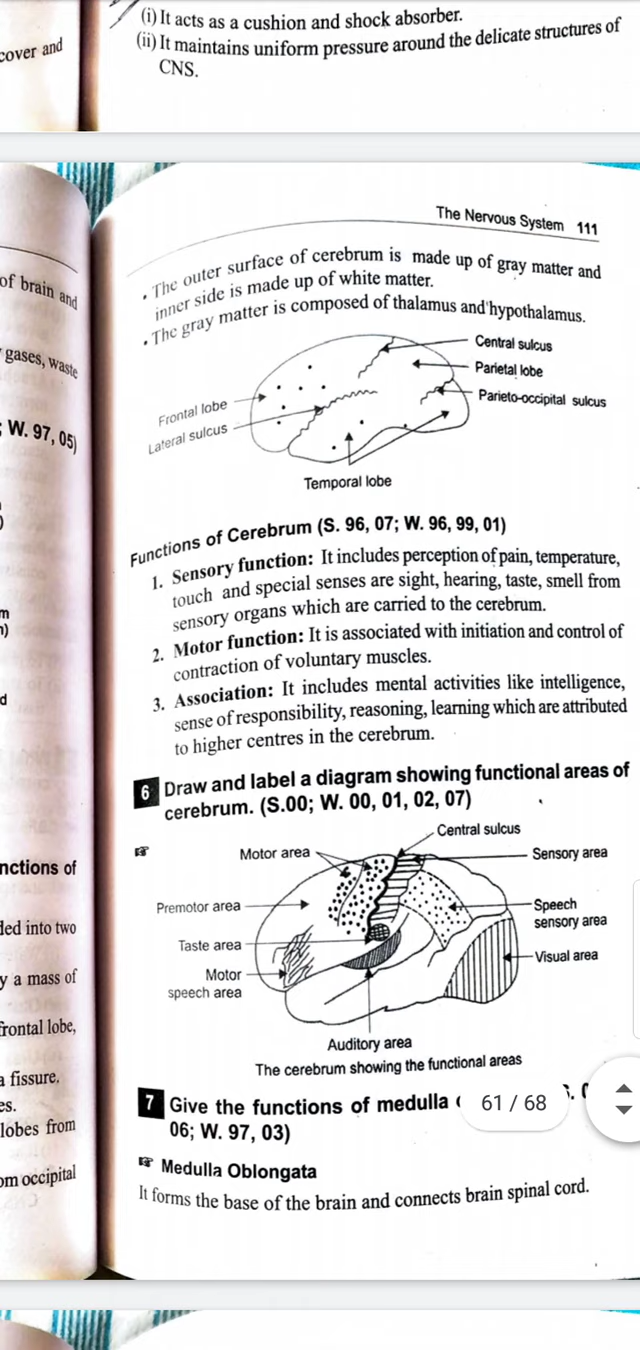 (i) It acts as a cushion and shock absorber.
(ii) It maintains uniform pressure around the delicate structures of
CNS.
cover and
The Nervous System 111
• The outer surface of cerebrum is made up of gray matter and
inner side is made up of white matter.
• The gray matter is composed of thalamus and hypothalamus.
Central sulcus
Parietal lobe
Parieto-occipital sulcus
Frontal lobe
Lateral sulcus
Temporal lobe
Functions of Cerebrum (S. 96, 07; W. 96, 99, 01)
1. Sensory function: It includes perception of pain, temperature,
touch and special senses are sight, hearing, taste, smell from
sensory organs which are carried to the cerebrum.
2. Motor function: It is associated with initiation and control of
contraction of voluntary muscles.
3. Association: It includes mental activities like intelligence,
sense of responsibility, reasoning, learning which are attributed
to higher centres in the cerebrum.
6 Draw and label a diagram showing functional areas of
cerebrum. (S.00; W. 00, 01, 02, 07)
Central sulcus
Motor area
Sensory area
Premotor area
Speech
sensory area
Taste area
Visual area
Motor
speech area
Auditory area
The cerebrum showing the functional areas
7 Give the functions of medulla
06; W. 97, 03)
61 / 68
☞ Medulla Oblongata
It forms the base of the brain and connects brain spinal cord.
of brain and
gases, waste
; W. 97, 05)
nctions of
ded into two
y a mass of
frontal lobe,
a fissure.
es.
lobes from
om occipital